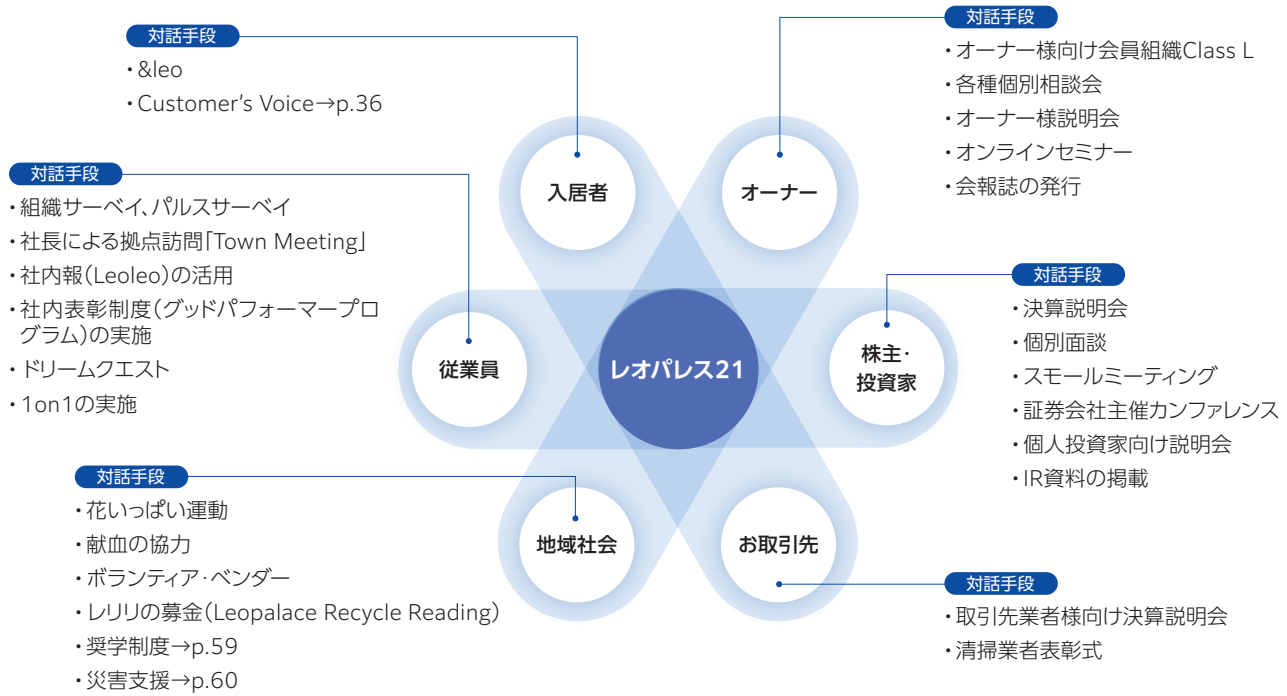 対話手段
・&leo
・Customer's Voice→p.36
入居者
対話手段
・オーナー様向け会員組織Class L
・各種個別相談会
・オーナー様説明会
・オンラインセミナー
・会報誌の発行
オーナー
対話手段
・組織サーベイ、パルスサーベイ
・社長による拠点訪問「Town Meeting」
・社内報(Leoleo)の活用
・社内表彰制度(グッドパフォーマープロ
グラム)の実施
・ドリームクエスト
・1on1の実施
従業員
レオパレス21
対話手段
・決算説明会
・個別面談
・スモールミーティング
・証券会社主催カンファレンス
・個人投資家向け説明会
・IR資料の掲載
株主・
投資家
対話手段
・花いっぱい運動
・献血の協力
・ボランティア・ベンダー
・レリリの募金(Leopalace Recycle Reading)
・奨学制度→p.59
・災害支援→p.60
地域社会
お取引先
対話手段
・取引先業者様向け決算説明会
・清掃業者表彰式